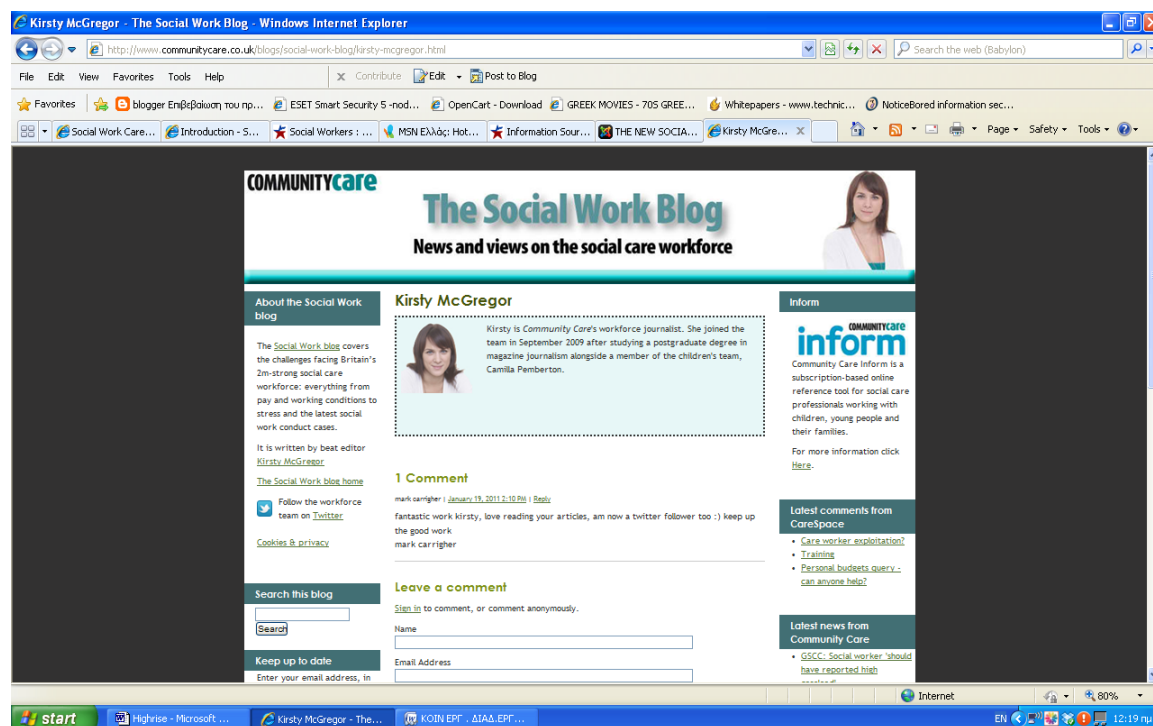 Kirsty McGregor - The Social Work Blog - Windows Internet Explorer
http://www.communitycare.co.uk/blogs/social-work-blog/kirsty-mcgregor.html
Search the web (Babylon)
File Edit View Favorites Tools Help
x Contribute Edit Post to Blog
Favorites
blogger Επιβεβαίωση του πρ...
ESET Smart Security 5 -nod...
OpenCart - Download
GREEK MOVIES - 70S GREE...
Whitepapers - www.technic...
NoticeBored information sec...
Social Work Care...
Introduction - S...
Social Workers : ...
MSN Ελλάς: Hot...
Information Sour...
THE NEW SOCIA...
Kirsty McGre... X
Page Safety Tools
COMMUNITYcare
The Social Work Blog
News and views on the social care workforce
About the Social Work
blog
The Social Work blog covers
the challenges facing Britain's
2m-strong social care
workforce: everything from
pay and working conditions to
stress and the latest social
work conduct cases.
It is written by beat editor
Kirsty McGregor
The Social Work blog home
Follow the workforce
team on Twitter
Cookies & privacy
Search this blog
Search
Keep up to date
Enter your email address, in
Kirsty McGregor
Kirsty is Community Care's workforce journalist. She joined the
team in September 2009 after studying a postgraduate degree in
magazine journalism alongside a member of the children's team,
Camilla Pemberton.
1 Comment
mark carrigher | January 19, 2011 2:10 PM | Reply
fantastic work kirsty, love reading your articles, am now a twitter follower too :) keep up
the good work
mark carrigher
Leave a comment
Sign in to comment, or comment anonymously.
Name
Email Address
Inform
COMMUNITYcare
inform
Community Care Inform is a
subscription-based online
reference tool for social care
professionals working with
children, young people and
their families.
For more information click
Here.
Latest comments from
CareSpace
Care worker exploitation?
Training
Personal budgets query -
can anyone help?
Latest news from
Community Care
GSCC: Social worker 'should
have reported high
Internet
80%
start
Highrise - Microsoft ...
Kirsty McGregor - The...
ΚΟΙΝ ΕΡΓ . ΔΙΑΔ.ΕΡΓ...
EN
12:19 πμ